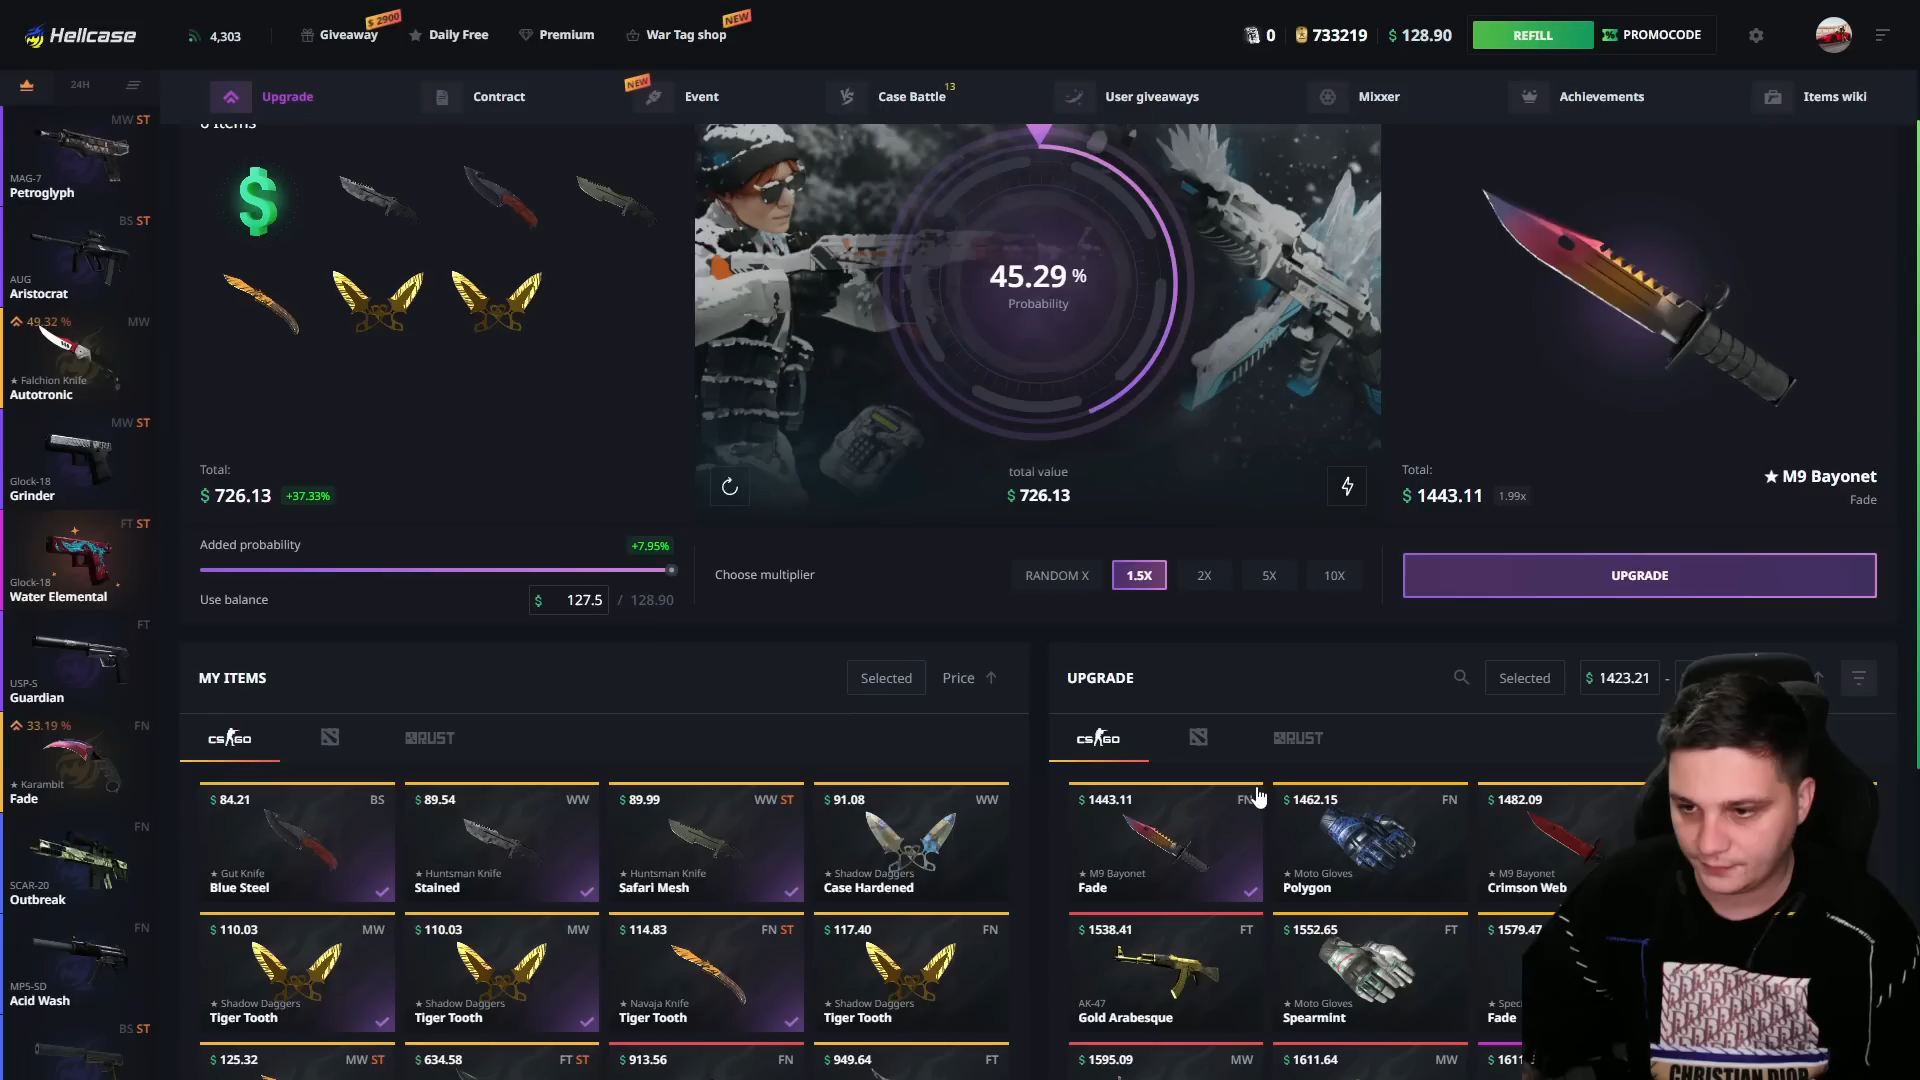 Hellcase
4,303
Giveaway
$ 2900
Daily Free
Premium
War Tag shop
NEW
0
733219
$ 128.90
REFILL
PROMOCODE
24H
Upgrade
Contract
NEW
Event
Case Battle
13
User giveaways
Mixxer
Achievements
Items wiki
MW ST
MAG-7
Petroglyph
BS ST
AUG
Aristocrat
49.32 %
MW
★ Falchion Knife
Autotronic
MW ST
Glock-18
Grinder
FT ST
Glock-18
Water Elemental
FT
USP-S
Guardian
33.19 %
FN
★ Karambit
Fade
FN
SCAR-20
Outbreak
FN
MP5-SD
Acid Wash
BS ST
Total:
$ 726.13 +37.33%
45.29 %
Probability
total value
$ 726.13
Total:
$ 1443.11 1.99x
★ M9 Bayonet
Fade
Added probability
+7.95%
Use balance
$ 127.5 / 128.90
Choose multiplier
RANDOM X
1.5X
2X
5X
10X
UPGRADE
MY ITEMS
Selected
Price
CS GO
RUST
$ 84.21 BS
★ Gut Knife
Blue Steel
$ 89.54 WW
★ Huntsman Knife
Stained
$ 89.99 WW ST
★ Huntsman Knife
Safari Mesh
$ 91.08 WW
★ Shadow Daggers
Case Hardened
$ 110.03 MW
★ Shadow Daggers
Tiger Tooth
$ 110.03 MW
★ Shadow Daggers
Tiger Tooth
$ 114.83 FN ST
★ Navaja Knife
Tiger Tooth
$ 117.40 FN
★ Shadow Daggers
Tiger Tooth
$ 125.32 MW ST
$ 634.58 FT ST
$ 913.56 FN
$ 949.64 FT
UPGRADE
Selected
$ 1423.21 -
CS GO
RUST
$ 1443.11 FN
★ M9 Bayonet
Fade
$ 1462.15 FN
★ Moto Gloves
Polygon
$ 1482.09
★ M9 Bayonet
Crimson Web
$ 1538.41 FT
AK-47
Gold Arabesque
$ 1552.65 FT
★ Moto Gloves
Spearmint
$ 1579.47
Fade
$ 1595.09 MW
$ 1611.64 MW
CHRISTIAN DIOR